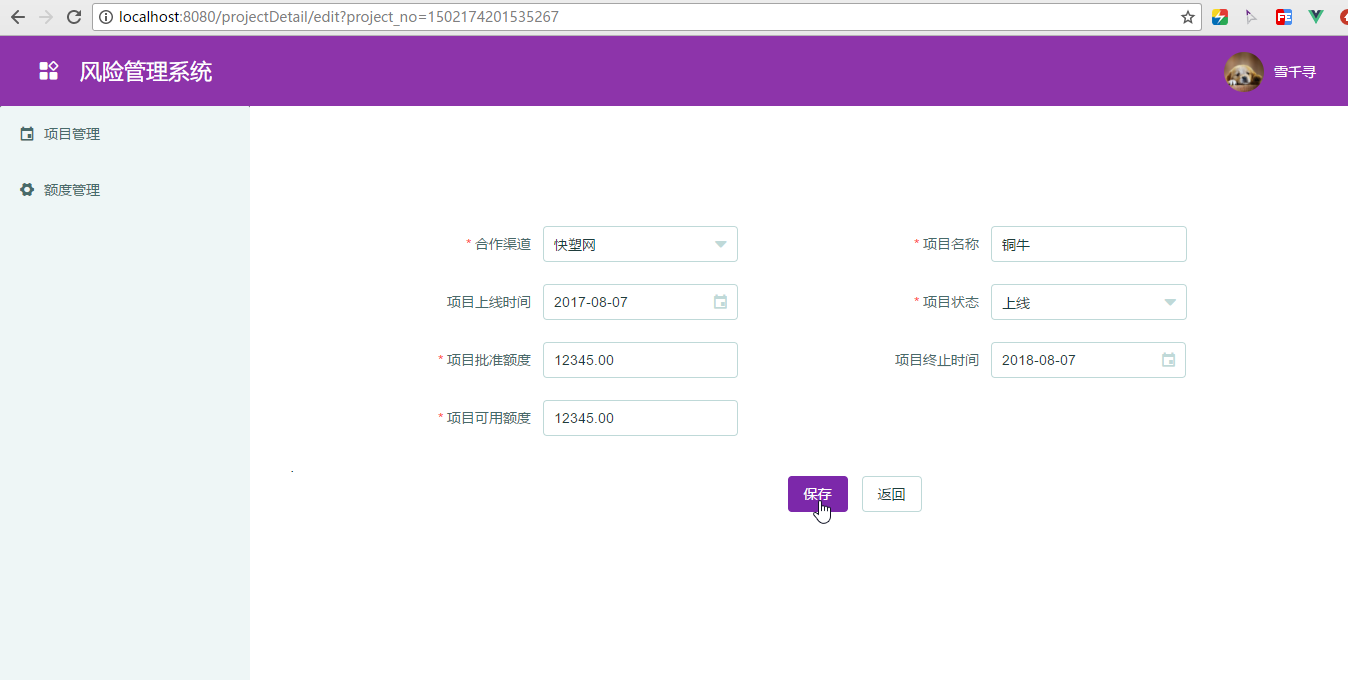 localhost:8080/projectDetail/edit?project_no=1502174201535267
风险管理系统
雪千寻
项目管理
额度管理
* 合作渠道 快塑网
* 项目名称 铜牛
项目上线时间 2017-08-07
* 项目状态 上线
* 项目批准额度 12345.00
项目终止时间 2018-08-07
* 项目可用额度 12345.00
保存
返回